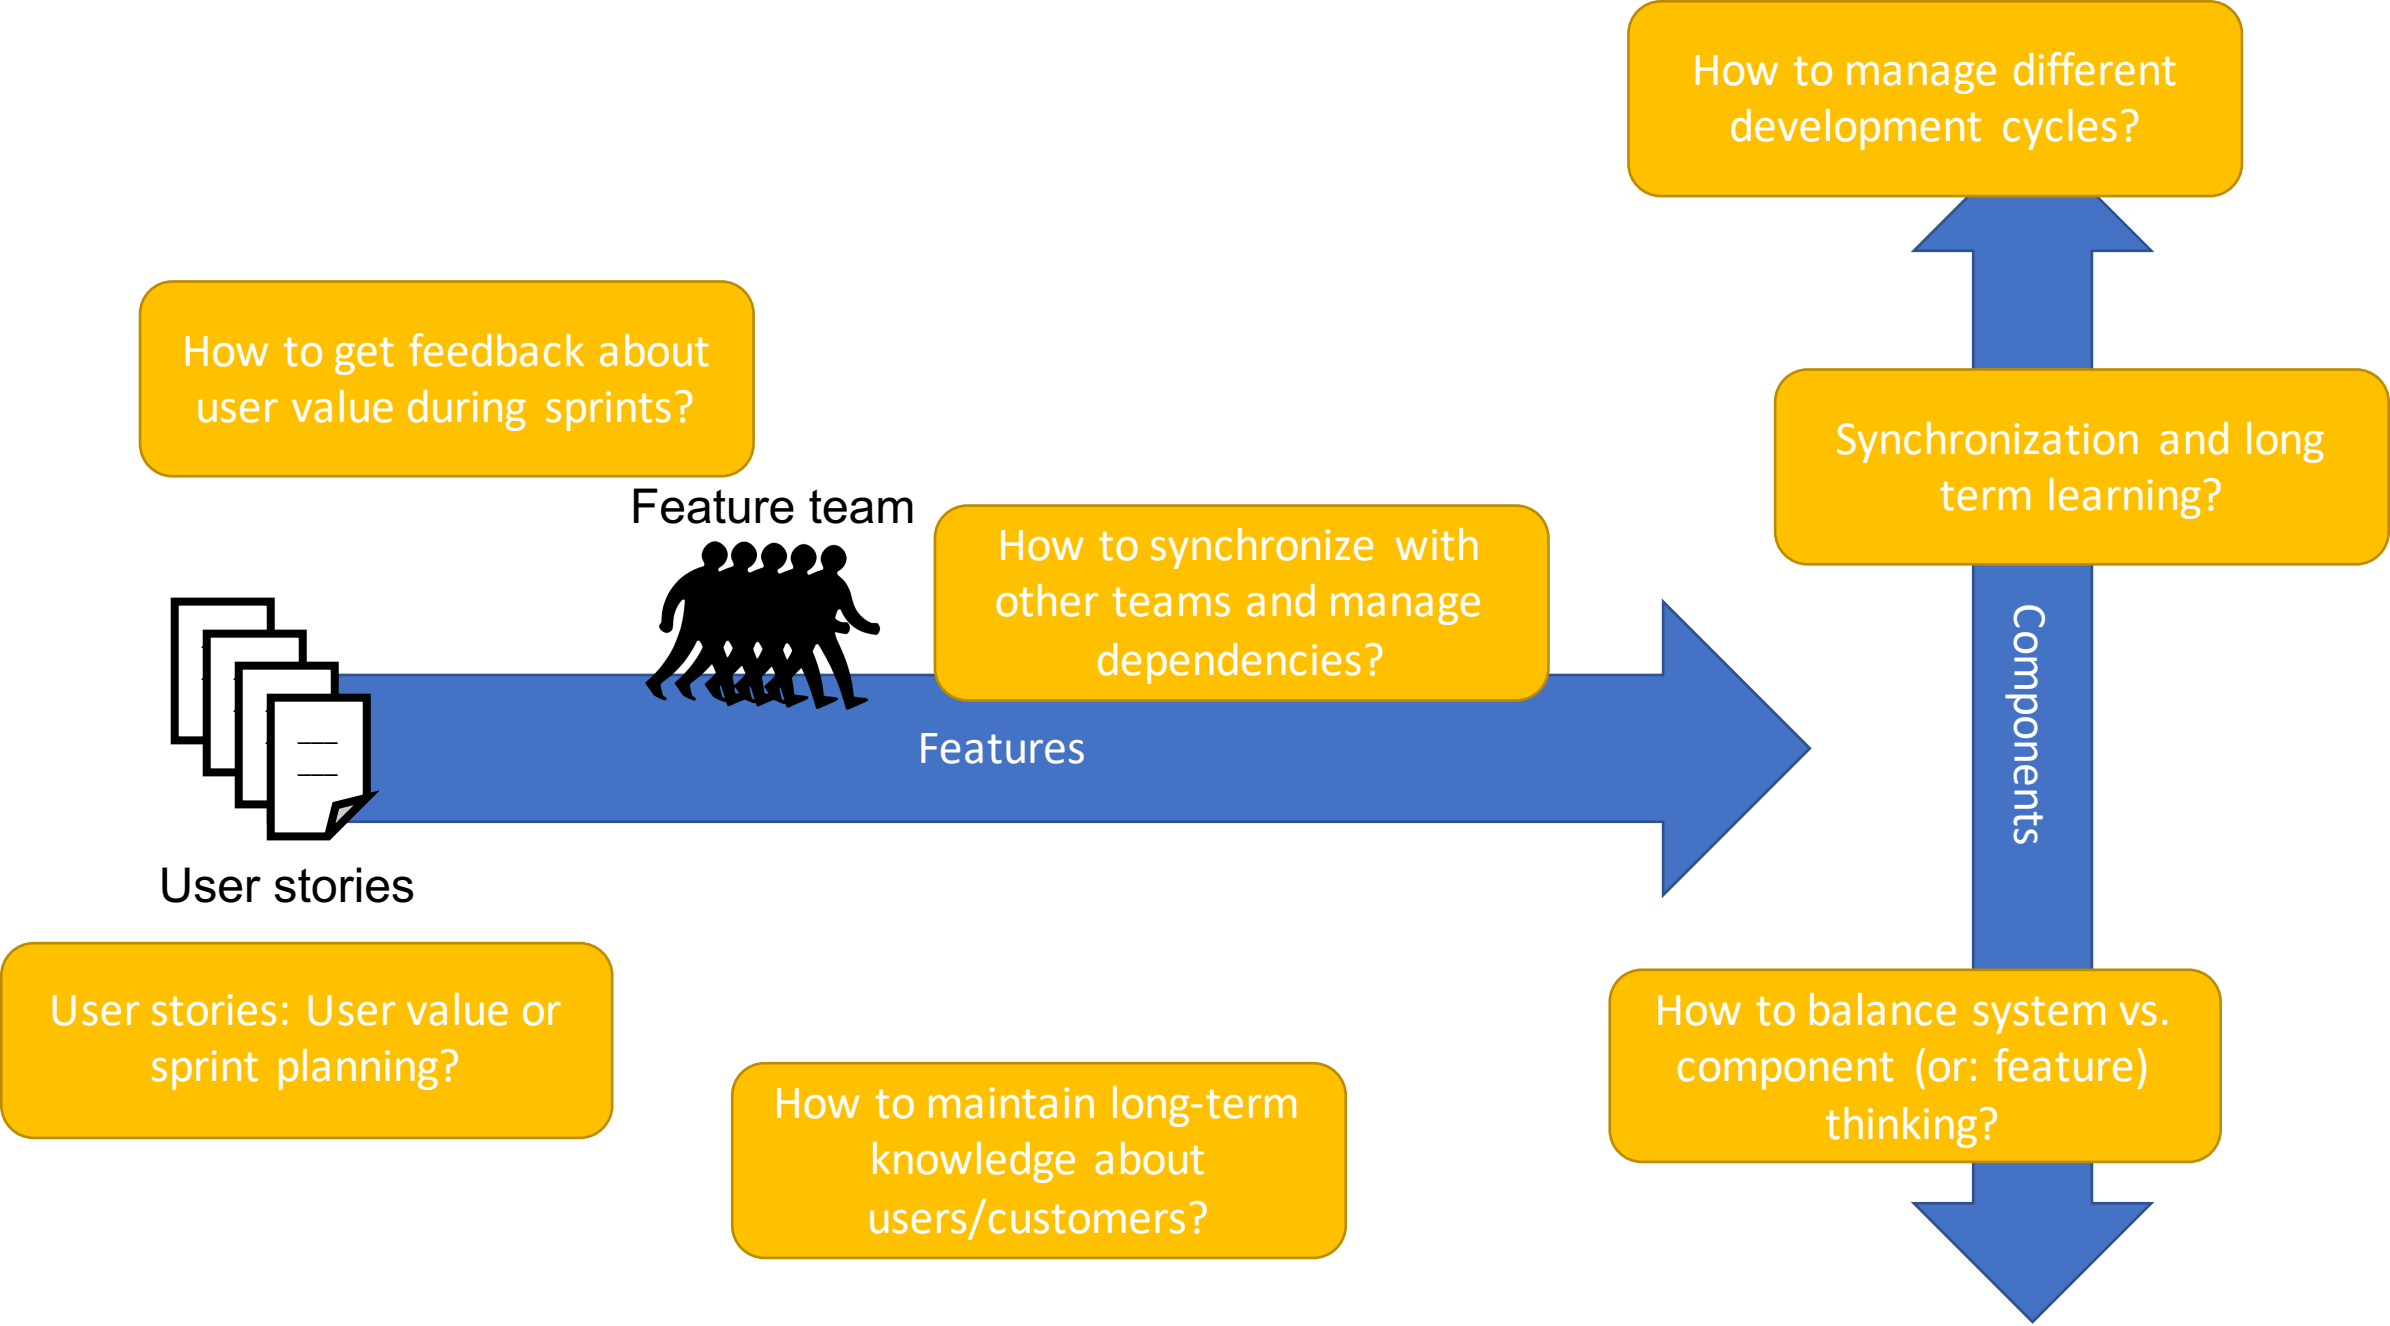 How to manage different
development cycles?
How to get feedback about
user value during sprints?
Synchronization and long
term learning?
Feature team
How to synchronize with
other teams and manage
dependencies?
Components
Features
User stories
User stories: User value or
sprint planning?
How to balance system vs.
component (or: feature)
thinking?
How to maintain long-term
knowledge about
users/customers?